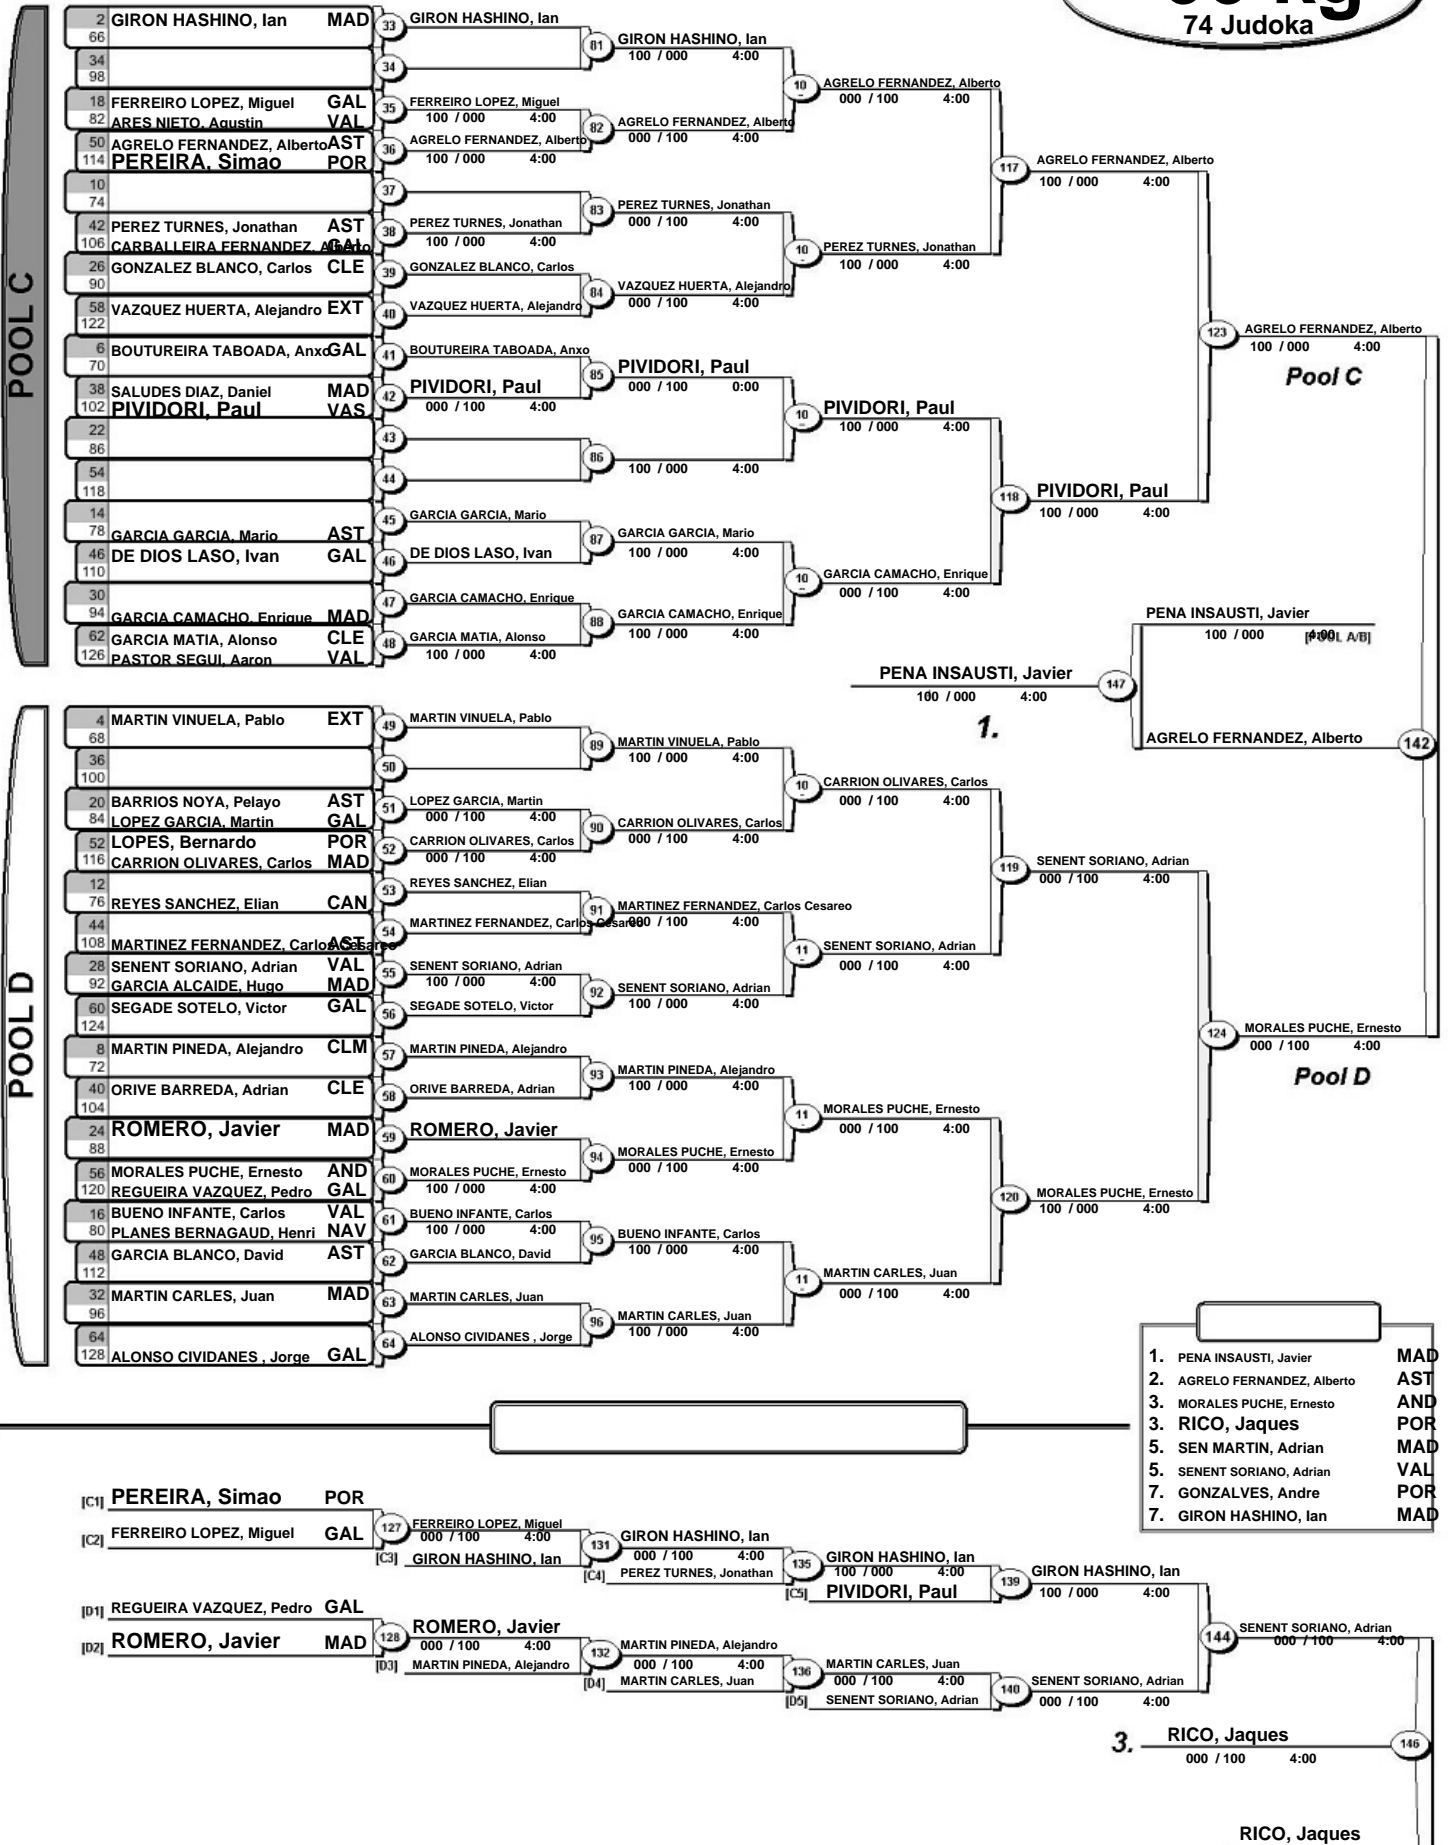 74 Judoka
POOL C
2 GIRON HASHINO, Ian MAD
66
34
98
18 FERREIRO LOPEZ, Miguel GAL
82 ARES NIETO, Agustin VAL
50 AGRELO FERNANDEZ, Alberto AST
114 PEREIRA, Simao POR
10
74
42 PEREZ TURNES, Jonathan AST
106 CARBALLEIRA FERNANDEZ, Alberto GAL
26 GONZALEZ BLANCO, Carlos CLE
90
58 VAZQUEZ HUERTA, Alejandro EXT
122
6 BOUTUREIRA TABOADA, Anxo GAL
70
38 SALUDES DIAZ, Daniel MAD
102 PIVIDORI, Paul VAS
22
86
54
118
14
78 GARCIA GARCIA, Mario AST
46 DE DIOS LASO, Ivan GAL
110
30
94 GARCIA CAMACHO, Enrique MAD
62 GARCIA MATIA, Alonso CLE
126 PASTOR SEGUI, Aaron VAL
33 GIRON HASHINO, Ian
34
35 FERREIRO LOPEZ, Miguel
100 / 000 4:00
36 AGRELO FERNANDEZ, Alberto
100 / 000 4:00
37
38 PEREZ TURNES, Jonathan
100 / 000 4:00
39 GONZALEZ BLANCO, Carlos
40 VAZQUEZ HUERTA, Alejandro
41 BOUTUREIRA TABOADA, Anxo
42 PIVIDORI, Paul
000 / 100 4:00
43
44
45 GARCIA GARCIA, Mario
46 DE DIOS LASO, Ivan
47 GARCIA CAMACHO, Enrique
48 GARCIA MATIA, Alonso
100 / 000 4:00
81 GIRON HASHINO, Ian
100 / 000 4:00
82 AGRELO FERNANDEZ, Alberto
000 / 100 4:00
83 PEREZ TURNES, Jonathan
000 / 100 4:00
84 VAZQUEZ HUERTA, Alejandro
000 / 100 4:00
85 PIVIDORI, Paul
000 / 100 0:00
86
100 / 000 4:00
87 GARCIA GARCIA, Mario
100 / 000 4:00
88 GARCIA CAMACHO, Enrique
100 / 000 4:00
10 AGRELO FERNANDEZ, Alberto
000 / 100 4:00
10 PEREZ TURNES, Jonathan
100 / 000 4:00
10 PIVIDORI, Paul
100 / 000 4:00
10 GARCIA CAMACHO, Enrique
000 / 100 4:00
117 AGRELO FERNANDEZ, Alberto
100 / 000 4:00
118 PIVIDORI, Paul
100 / 000 4:00
123 AGRELO FERNANDEZ, Alberto
100 / 000 4:00
Pool C
PENA INSAUSTI, Javier
100 / 000 4:00
[POOL A/B]
PENA INSAUSTI, Javier 147
100 / 000 4:00
1.
AGRELO FERNANDEZ, Alberto 142
POOL D
4 MARTIN VINUELA, Pablo EXT
68
36
100
20 BARRIOS NOYA, Pelayo AST
84 LOPEZ GARCIA, Martin GAL
52 LOPES, Bernardo POR
116 CARRION OLIVARES, Carlos MAD
12
76 REYES SANCHEZ, Elian CAN
44
108 MARTINEZ FERNANDEZ, Carlos Cesareo AST
28 SENENT SORIANO, Adrian VAL
92 GARCIA ALCAIDE, Hugo MAD
60 SEGADE SOTELO, Victor GAL
124
8 MARTIN PINEDA, Alejandro CLM
72
40 ORIVE BARREDA, Adrian CLE
104
24 ROMERO, Javier MAD
88
56 MORALES PUCHE, Ernesto AND
120 REGUEIRA VAZQUEZ, Pedro GAL
16 BUENO INFANTE, Carlos VAL
80 PLANES BERNAGAUD, Henri NAV
48 GARCIA BLANCO, David AST
112
32 MARTIN CARLES, Juan MAD
96
64
128 ALONSO CIVIDANES , Jorge GAL
49 MARTIN VINUELA, Pablo
50
51 LOPEZ GARCIA, Martin
000 / 100 4:00
52 CARRION OLIVARES, Carlos
000 / 100 4:00
53 REYES SANCHEZ, Elian
54 MARTINEZ FERNANDEZ, Carlos Cesareo
55 SENENT SORIANO, Adrian
100 / 000 4:00
56 SEGADE SOTELO, Victor
57 MARTIN PINEDA, Alejandro
58 ORIVE BARREDA, Adrian
59 ROMERO, Javier
60 MORALES PUCHE, Ernesto
100 / 000 4:00
61 BUENO INFANTE, Carlos
100 / 000 4:00
62 GARCIA BLANCO, David
63 MARTIN CARLES, Juan
64 ALONSO CIVIDANES , Jorge
89 MARTIN VINUELA, Pablo
100 / 000 4:00
90 CARRION OLIVARES, Carlos
000 / 100 4:00
91 MARTINEZ FERNANDEZ, Carlos Cesareo
000 / 100 4:00
92 SENENT SORIANO, Adrian
100 / 000 4:00
93 MARTIN PINEDA, Alejandro
100 / 000 4:00
94 MORALES PUCHE, Ernesto
000 / 100 4:00
95 BUENO INFANTE, Carlos
100 / 000 4:00
96 MARTIN CARLES, Juan
100 / 000 4:00
10 CARRION OLIVARES, Carlos
000 / 100 4:00
11 SENENT SORIANO, Adrian
000 / 100 4:00
11 MORALES PUCHE, Ernesto
000 / 100 4:00
11 MARTIN CARLES, Juan
000 / 100 4:00
119 SENENT SORIANO, Adrian
000 / 100 4:00
120 MORALES PUCHE, Ernesto
100 / 000 4:00
124 MORALES PUCHE, Ernesto
000 / 100 4:00
Pool D
1. PENA INSAUSTI, Javier MAD
2. AGRELO FERNANDEZ, Alberto AST
3. MORALES PUCHE, Ernesto AND
3. RICO, Jaques POR
5. SEN MARTIN, Adrian MAD
5. SENENT SORIANO, Adrian VAL
7. GONZALVES, Andre POR
7. GIRON HASHINO, Ian MAD
[C1] PEREIRA, Simao POR
[C2] FERREIRO LOPEZ, Miguel GAL
127 FERREIRO LOPEZ, Miguel
000 / 100 4:00
[C3] GIRON HASHINO, Ian
131 GIRON HASHINO, Ian
000 / 100 4:00
[C4] PEREZ TURNES, Jonathan
135 GIRON HASHINO, Ian
100 / 000 4:00
[C5] PIVIDORI, Paul
139 GIRON HASHINO, Ian
100 / 000 4:00
[D1] REGUEIRA VAZQUEZ, Pedro GAL
[D2] ROMERO, Javier MAD
128 ROMERO, Javier
000 / 100 4:00
[D3] MARTIN PINEDA, Alejandro
132 MARTIN PINEDA, Alejandro
000 / 100 4:00
[D4] MARTIN CARLES, Juan
136 MARTIN CARLES, Juan
000 / 100 4:00
[D5] SENENT SORIANO, Adrian
140 SENENT SORIANO, Adrian
000 / 100 4:00
144 SENENT SORIANO, Adrian
000 / 100 4:00
3. RICO, Jaques 146
000 / 100 4:00
RICO, Jaques